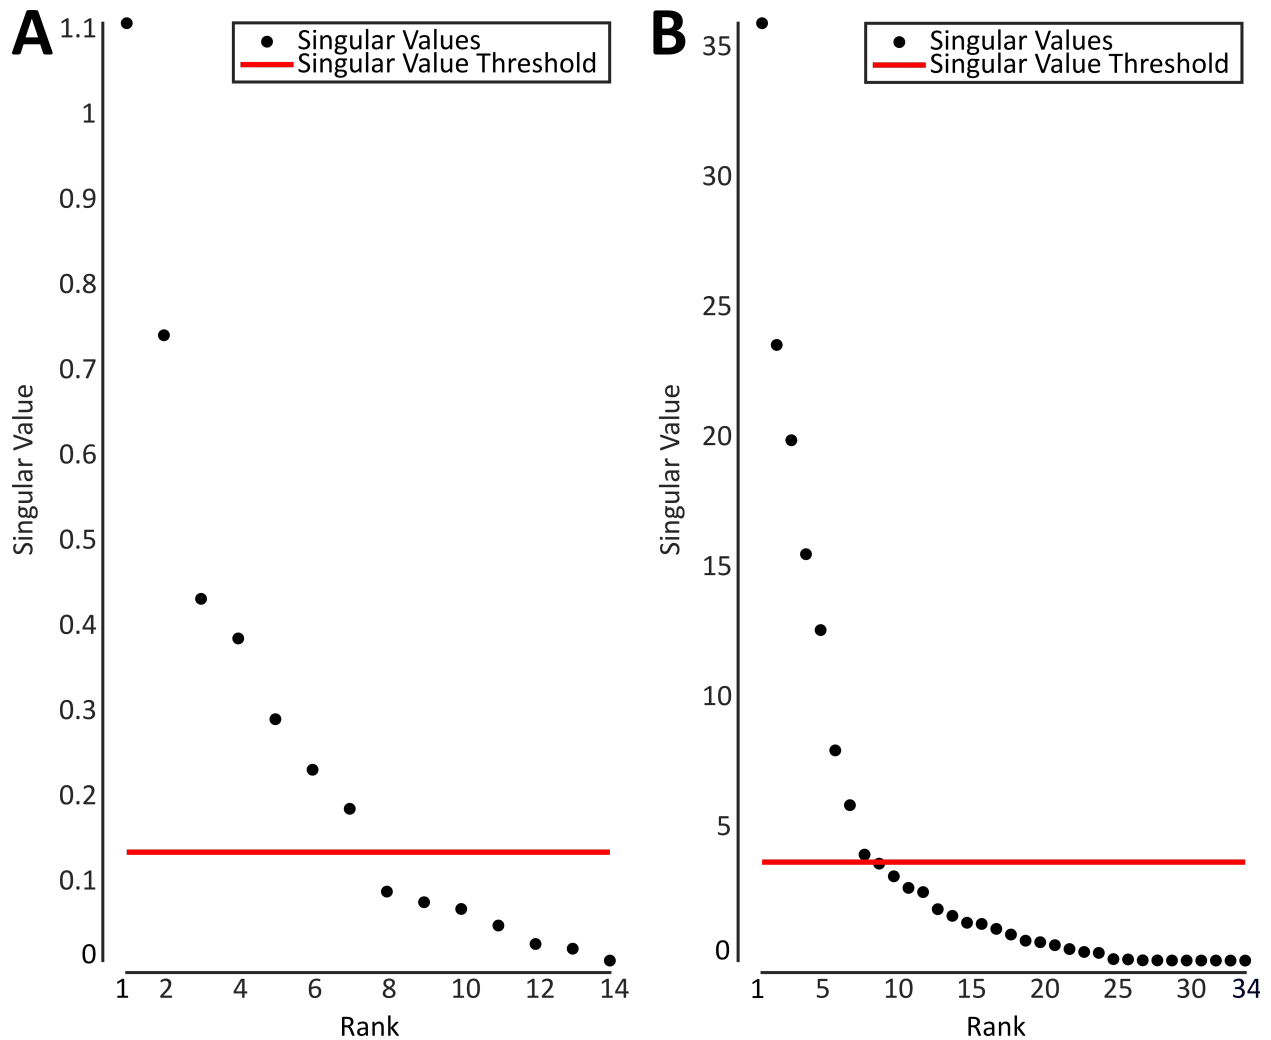 A
Singular Values
Singular Value Threshold
1.1
1
0.9
0.8
0.7
0.6
0.5
0.4
0.3
0.2
0.1
0
Singular Value
1 2 4 6 8 10 12 14
Rank
B
Singular Values
Singular Value Threshold
35
30
25
20
15
10
5
0
Singular Value
1 5 10 15 20 25 30 34
Rank